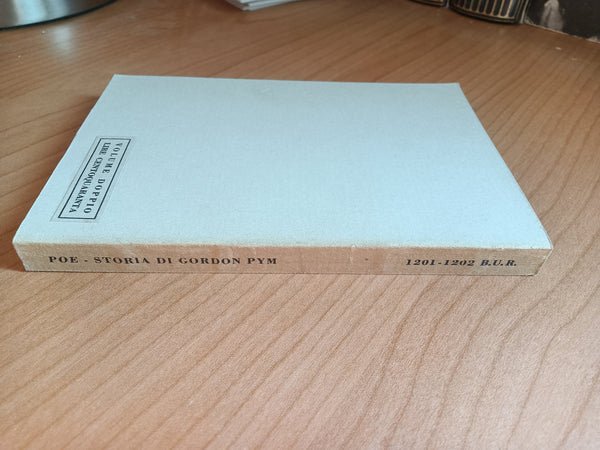 VOLUME DOPPIO
LIRE CENTOQUARANTA
POE - STORIA DI GORDON PYM
1201-1202 B.U.R.